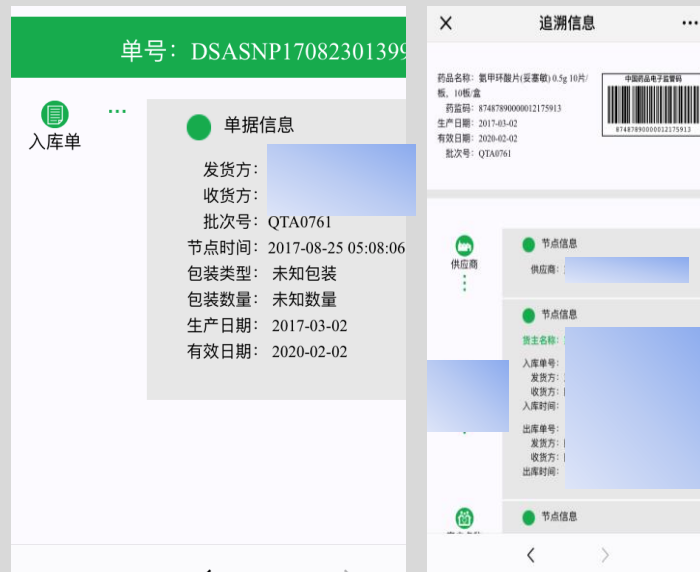 单号：DSASNP17082301399
入库单
单据信息
发货方：
收货方：
批次号：QTA0761
节点时间：2017-08-25 05:08:06
包装类型：未知包装
包装数量：未知数量
生产日期：2017-03-02
有效日期：2020-02-02
追溯信息
药品名称：氨甲环酸片(妥塞敏) 0.5g 10片/
板，10板/盒
药监码：87487890000012175913
生产日期：2017-03-02
有效日期：2020-02-02
批次号：QTA0761
中国药品电子监管码
87487890000012175913
供应商
节点信息
供应商：
节点信息
货主名称：
入库单号：
发货方：
收货方：
入库时间：
出库单号：
发货方：
收货方：
出库时间：
节点信息